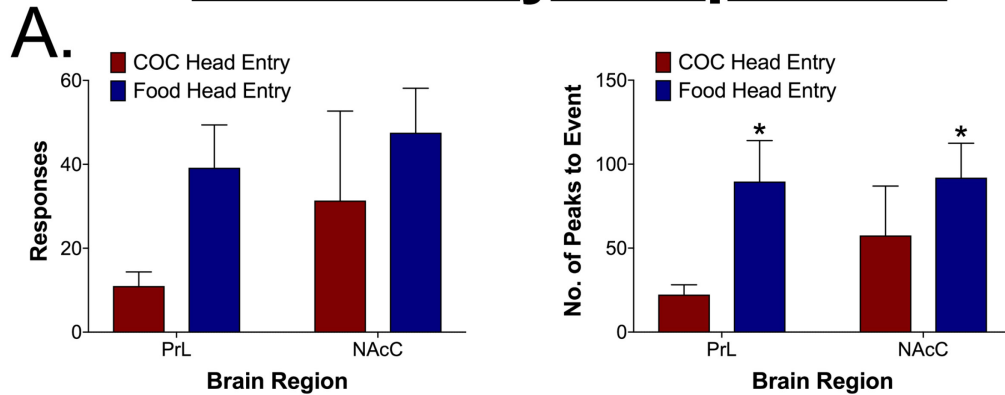 A.
COC Head Entry
Food Head Entry
60
40
20
0
Responses
PrL
NAcC
Brain Region
COC Head Entry
Food Head Entry
150
100
50
0
No. of Peaks to Event
*
*
PrL
NAcC
Brain Region